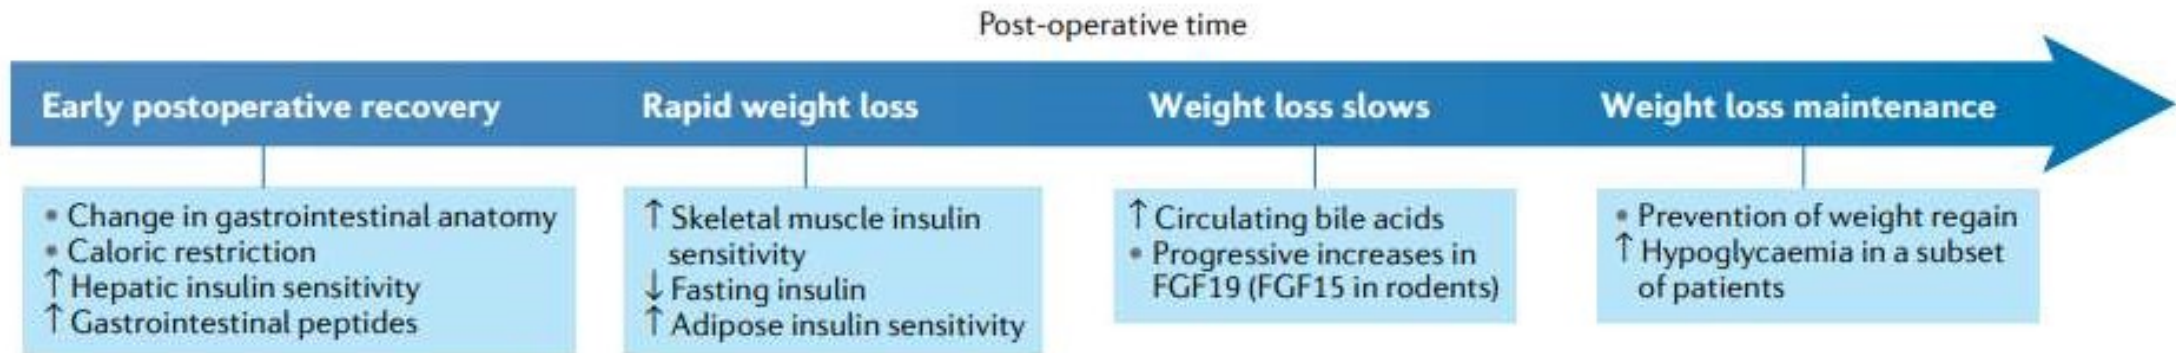 Post-operative time
Early postoperative recovery
Rapid weight loss
Weight loss slows
Weight loss maintenance
• Change in gastrointestinal anatomy
• Caloric restriction
↑ Hepatic insulin sensitivity
↑ Gastrointestinal peptides
↑ Skeletal muscle insulin
sensitivity
↓ Fasting insulin
↑ Adipose insulin sensitivity
↑ Circulating bile acids
• Progressive increases in
FGF19 (FGF15 in rodents)
• Prevention of weight regain
↑ Hypoglycaemia in a subset
of patients